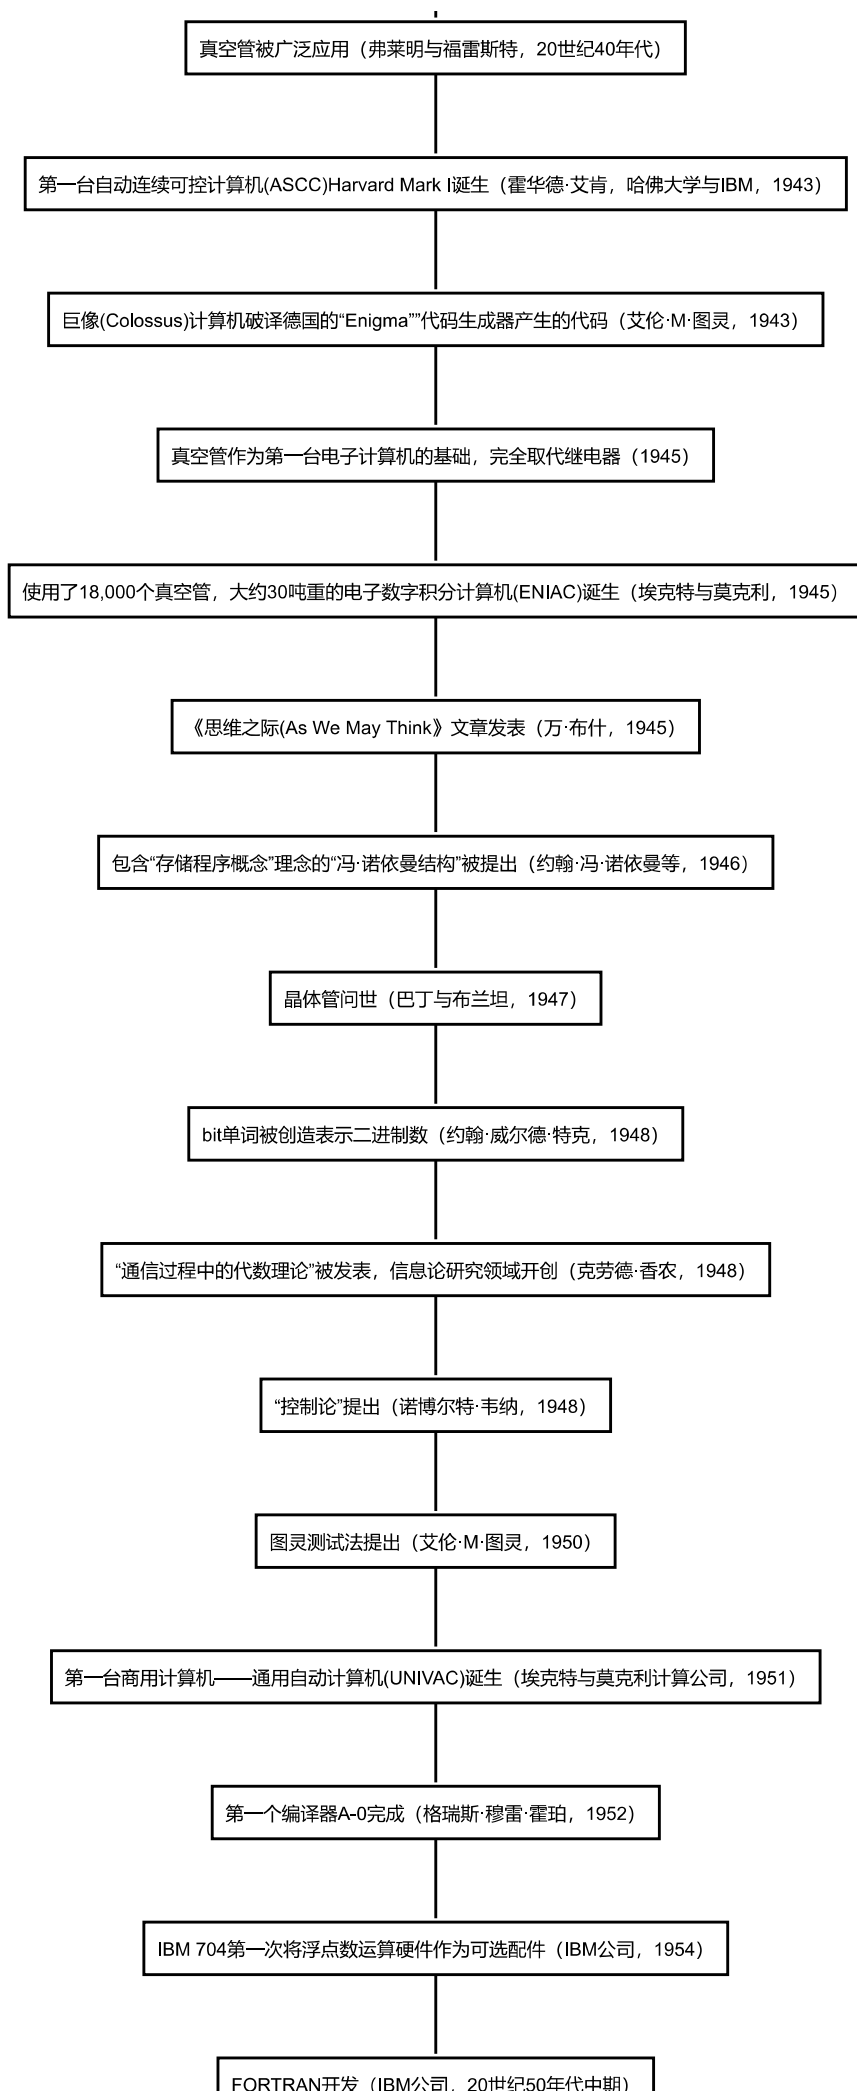 真空管被广泛应用（弗莱明与福雷斯特，20世纪40年代）
第一台自动连续可控计算机(ASCC)Harvard Mark I诞生（霍华德·艾肯，哈佛大学与IBM，1943）
巨像(Colossus)计算机破译德国的“Enigma””代码生成器产生的代码（艾伦·M·图灵，1943）
真空管作为第一台电子计算机的基础，完全取代继电器（1945）
使用了18,000个真空管，大约30吨重的电子数字积分计算机(ENIAC)诞生（埃克特与莫克利，1945）
《思维之际(As We May Think》文章发表（万·布什，1945）
包含“存储程序概念”理念的“冯·诺依曼结构”被提出（约翰·冯·诺依曼等，1946）
晶体管问世（巴丁与布兰坦，1947）
bit单词被创造表示二进制数（约翰·威尔德·特克，1948）
“通信过程中的代数理论”被发表，信息论研究领域开创（克劳德·香农，1948）
“控制论”提出（诺博尔特·韦纳，1948）
图灵测试法提出（艾伦·M·图灵，1950）
第一台商用计算机——通用自动计算机(UNIVAC)诞生（埃克特与莫克利计算公司，1951）
第一个编译器A-0完成（格瑞斯·穆雷·霍珀，1952）
IBM 704第一次将浮点数运算硬件作为可选配件（IBM公司，1954）
FORTRAN开发（IBM公司，20世纪50年代中期）